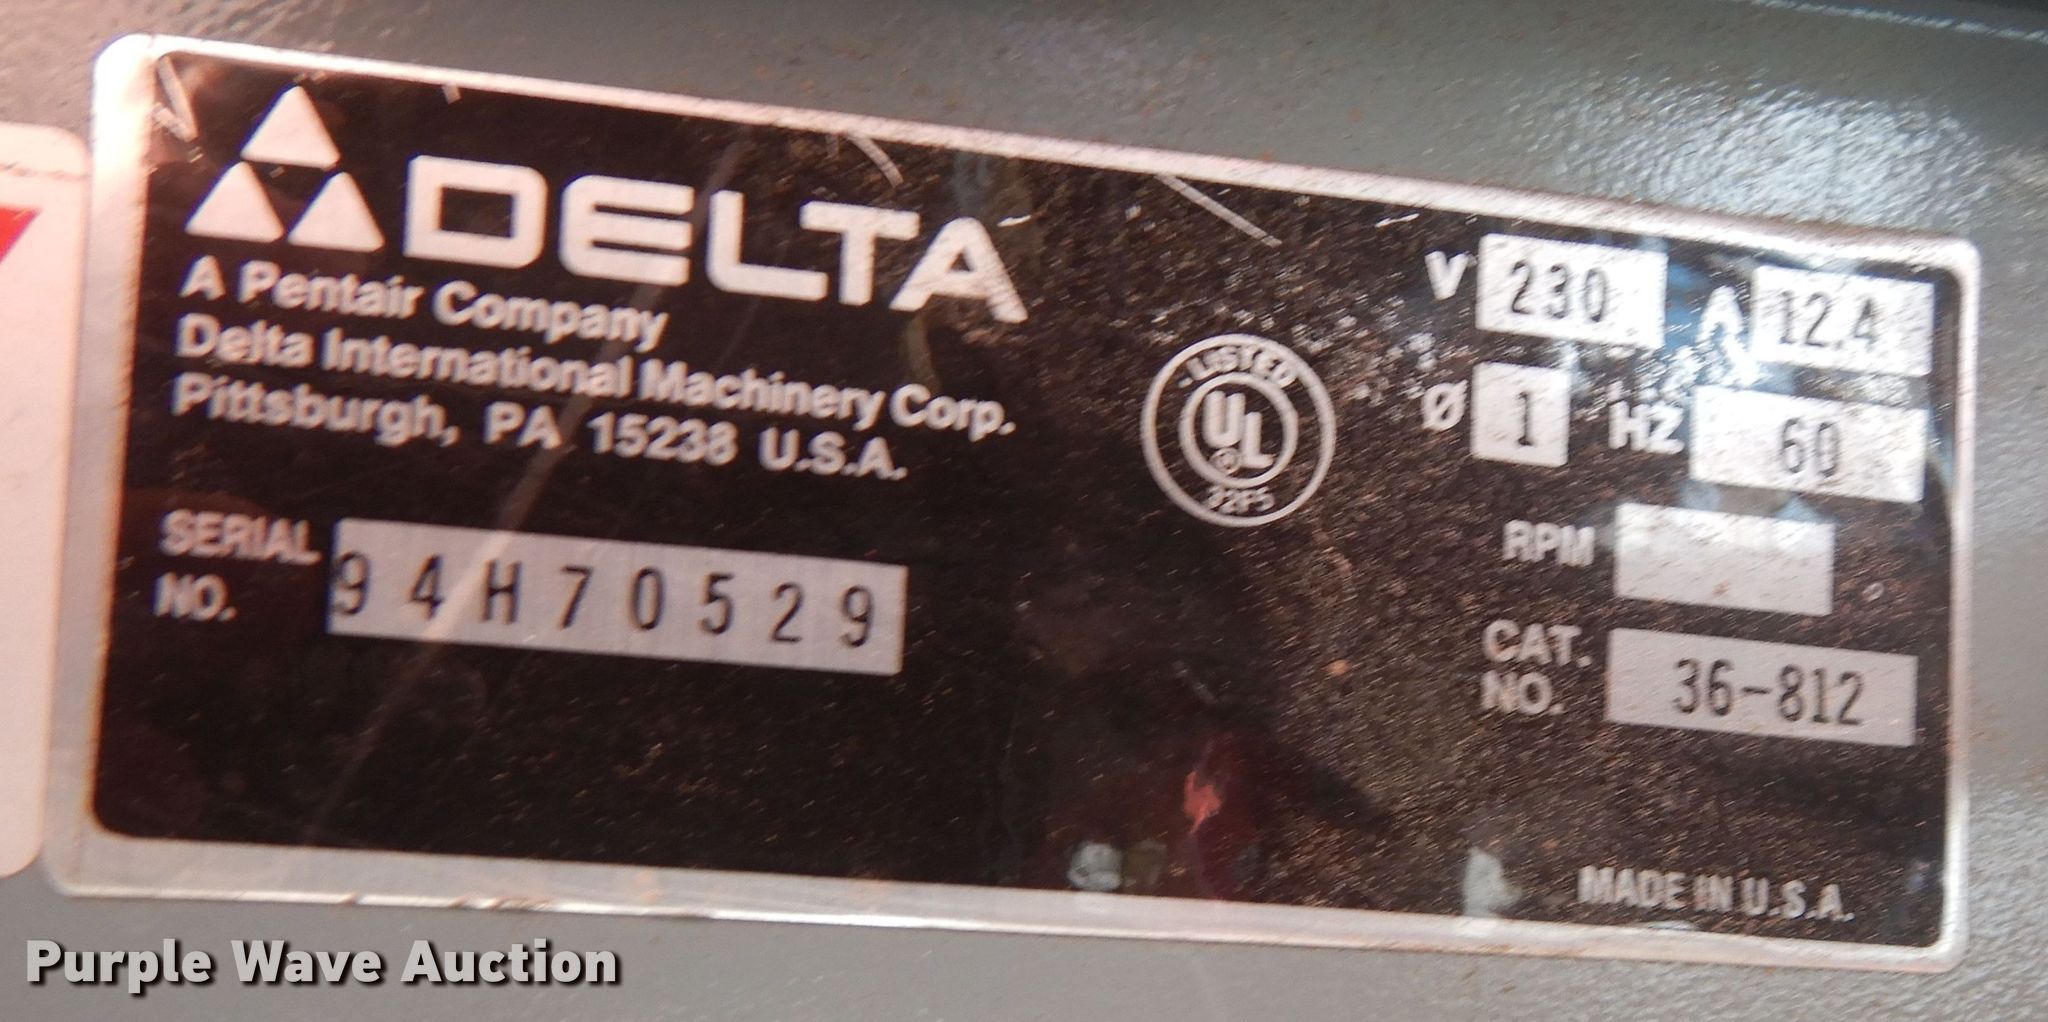 DELTA
A Pentair Company
Delta International Machinery Corp.
Pittsburgh, PA 15238 U.S.A.
SERIAL NO. 94H70529
LISTED
UL
®
32F5
V 230 A 12.4
Ø 1 HZ 60
RPM
CAT. NO. 36-812
MADE IN U.S.A.
Purple Wave Auction